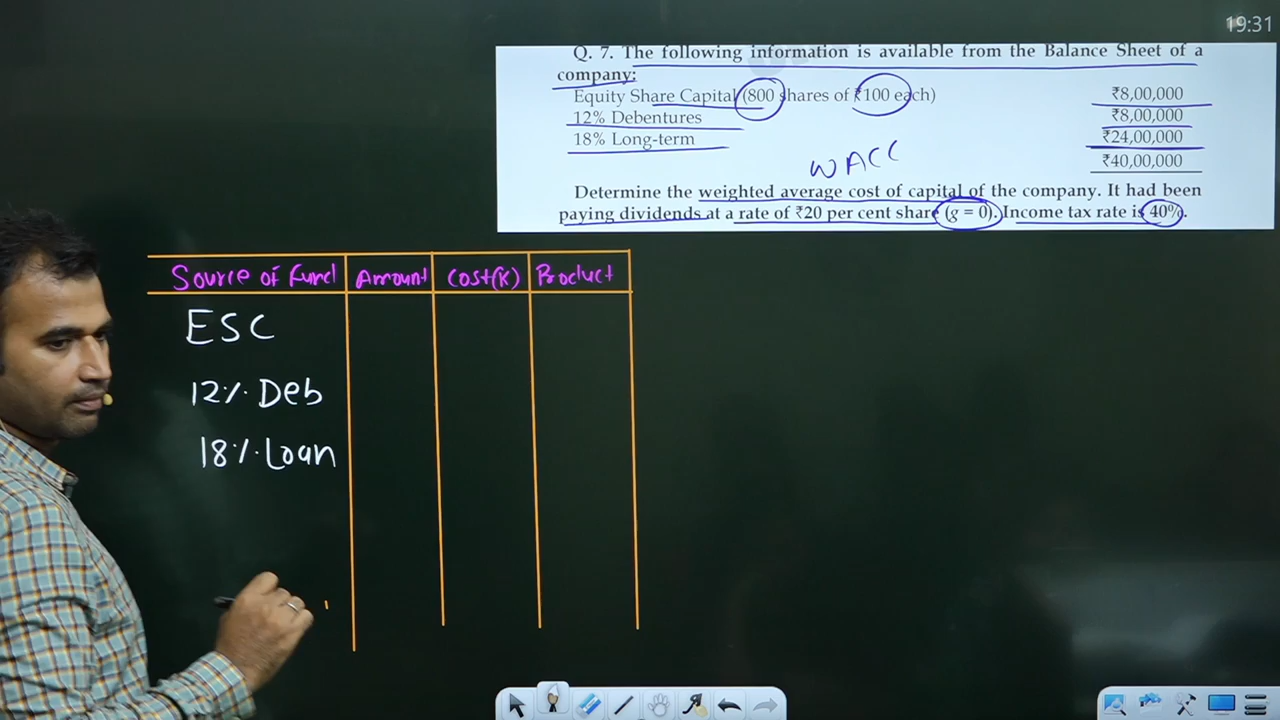 19:31
Q. 7. The following information is available from the Balance Sheet of a
company:
Equity Share Capital (800 shares of ₹100 each) ₹8,00,000
12% Debentures ₹8,00,000
18% Long-term ₹24,00,000
₹40,00,000
WACC
Determine the weighted average cost of capital of the company. It had been
paying dividends at a rate of ₹20 per cent share (g = 0). Income tax rate is 40%.
Source of Fund Amount Cost(K) Product
ESC
12% Deb
18% Loan